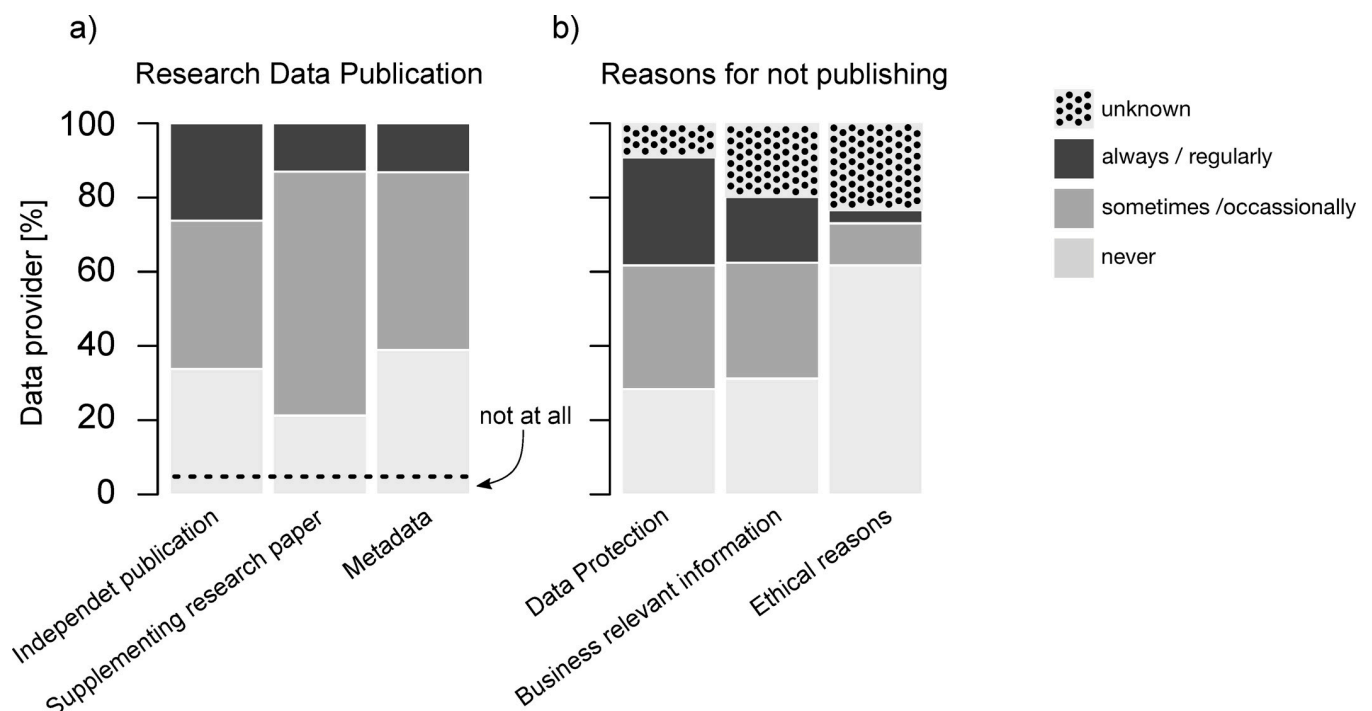 a)
Research Data Publication
Data provider [%]
100
80
60
40
20
0
not at all
Independet publication
Supplementing research paper
Metadata
b)
Reasons for not publishing
Data Protection
Business relevant information
Ethical reasons
unknown
always / regularly
sometimes /occassionally
never